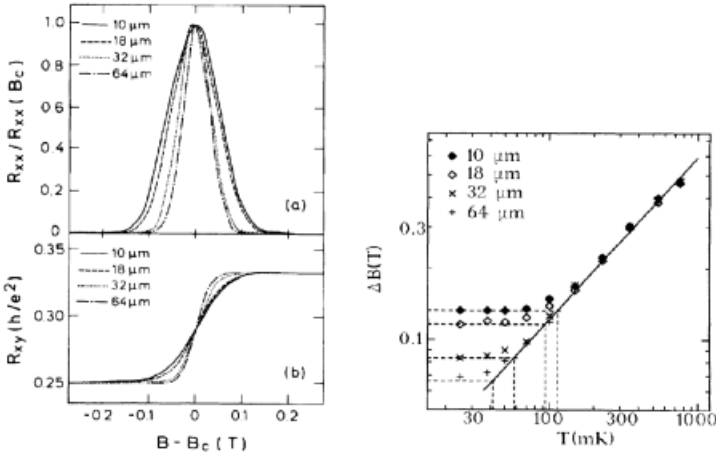 10 μm
18 μm
32 μm
64 μm
R_xx / R_xx (B_c)
1.0
0.8
0.6
0.4
0.2
0
(a)
10 μm
18 μm
32 μm
64 μm
R_xy (h/e²)
0.35
0.30
0.25
(b)
-0.2
-0.1
0
0.1
0.2
B - B_c (T)
10 μm
18 μm
32 μm
64 μm
ΔB(T)
0.3
0.1
30
100
300
1000
T(mK)